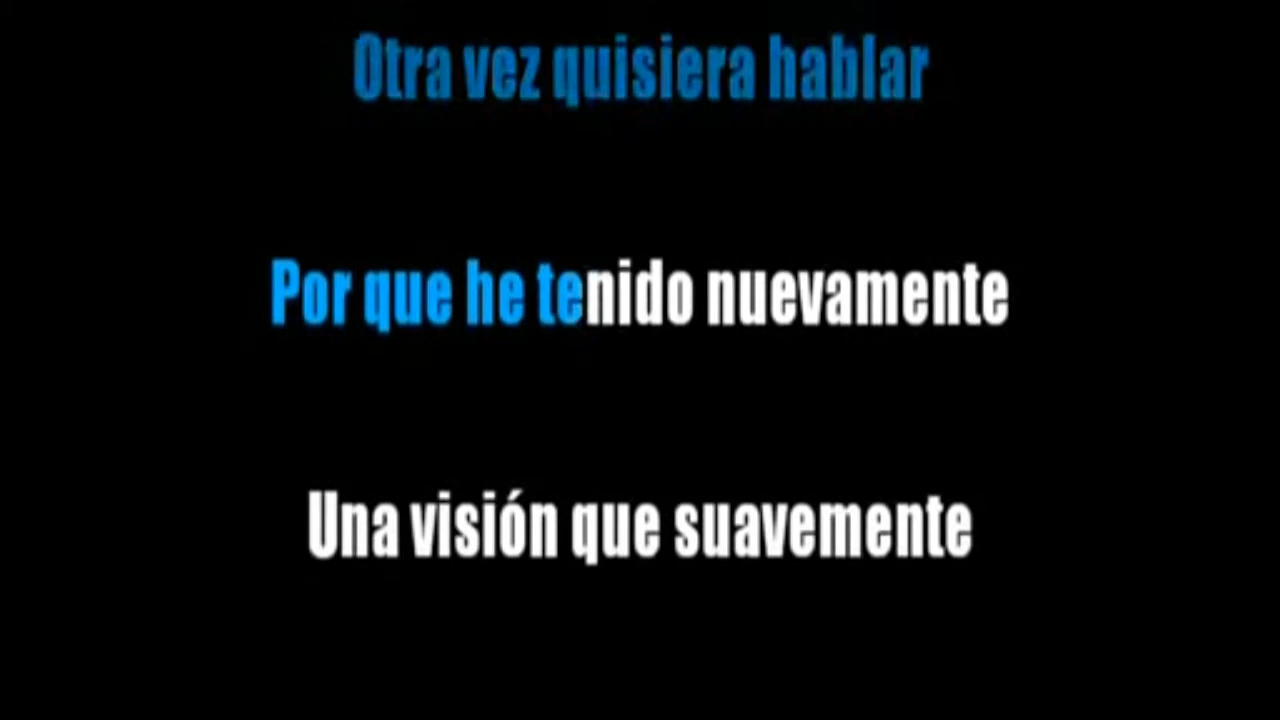 Otra vez quisiera hablar
Por que he tenido nuevamente
Una visión que suavemente